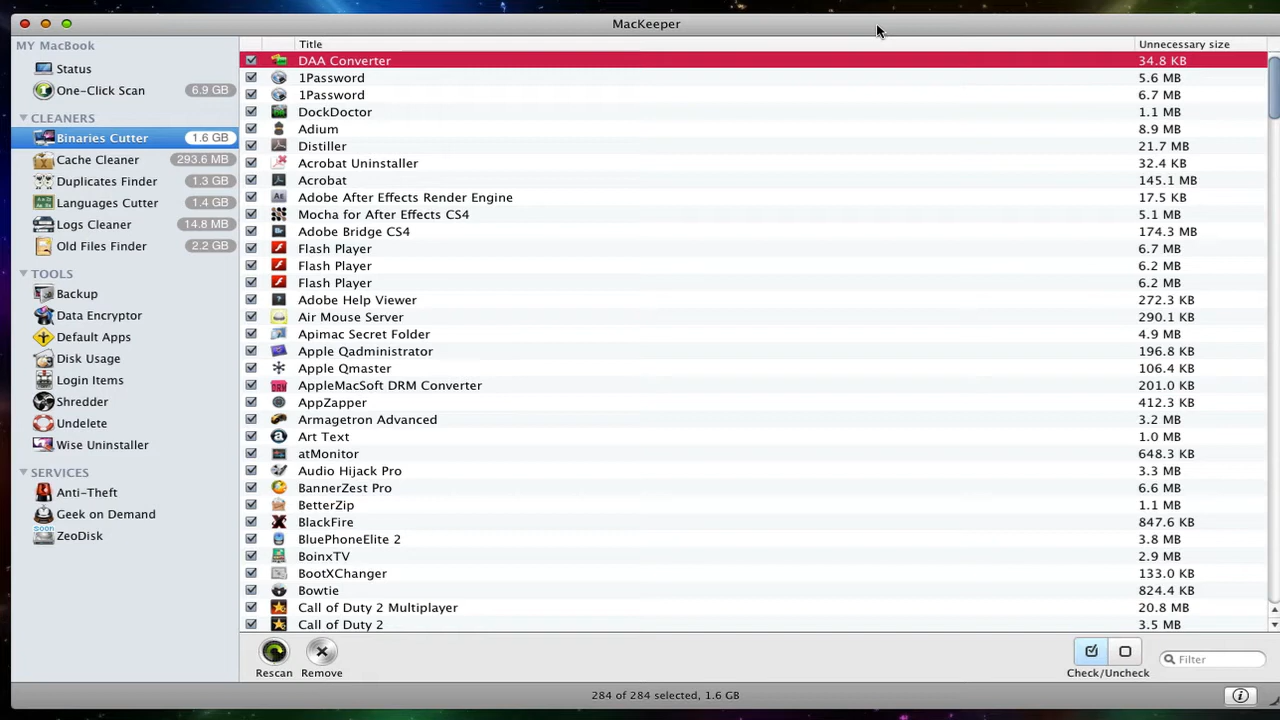 MacKeeper
MY MacBook
Status
One-Click Scan 6.9 GB
CLEANERS
Binaries Cutter 1.6 GB
Cache Cleaner 293.6 MB
Duplicates Finder 1.3 GB
Languages Cutter 1.4 GB
Logs Cleaner 14.8 MB
Old Files Finder 2.2 GB
TOOLS
Backup
Data Encryptor
Default Apps
Disk Usage
Login Items
Shredder
Undelete
Wise Uninstaller
SERVICES
Anti-Theft
Geek on Demand
soon
ZeoDisk
Title Unnecessary size
DAA Converter 34.8 KB
1Password 5.6 MB
1Password 6.7 MB
DockDoctor 1.1 MB
Adium 8.9 MB
Distiller 21.7 MB
Acrobat Uninstaller 32.4 KB
Acrobat 145.1 MB
Adobe After Effects Render Engine 17.5 KB
Mocha for After Effects CS4 5.1 MB
Adobe Bridge CS4 174.3 MB
Flash Player 6.7 MB
Flash Player 6.2 MB
Flash Player 6.2 MB
Adobe Help Viewer 272.3 KB
Air Mouse Server 290.1 KB
Apimac Secret Folder 4.9 MB
Apple Qadministrator 196.8 KB
Apple Qmaster 106.4 KB
AppleMacSoft DRM Converter 201.0 KB
AppZapper 412.3 KB
Armagetron Advanced 3.2 MB
Art Text 1.0 MB
atMonitor 648.3 KB
Audio Hijack Pro 3.3 MB
BannerZest Pro 6.6 MB
BetterZip 1.1 MB
BlackFire 847.6 KB
BluePhoneElite 2 3.8 MB
BoinxTV 2.9 MB
BootXChanger 133.0 KB
Bowtie 824.4 KB
Call of Duty 2 Multiplayer 20.8 MB
Call of Duty 2 3.5 MB
Rescan Remove Check/Uncheck Filter
284 of 284 selected, 1.6 GB